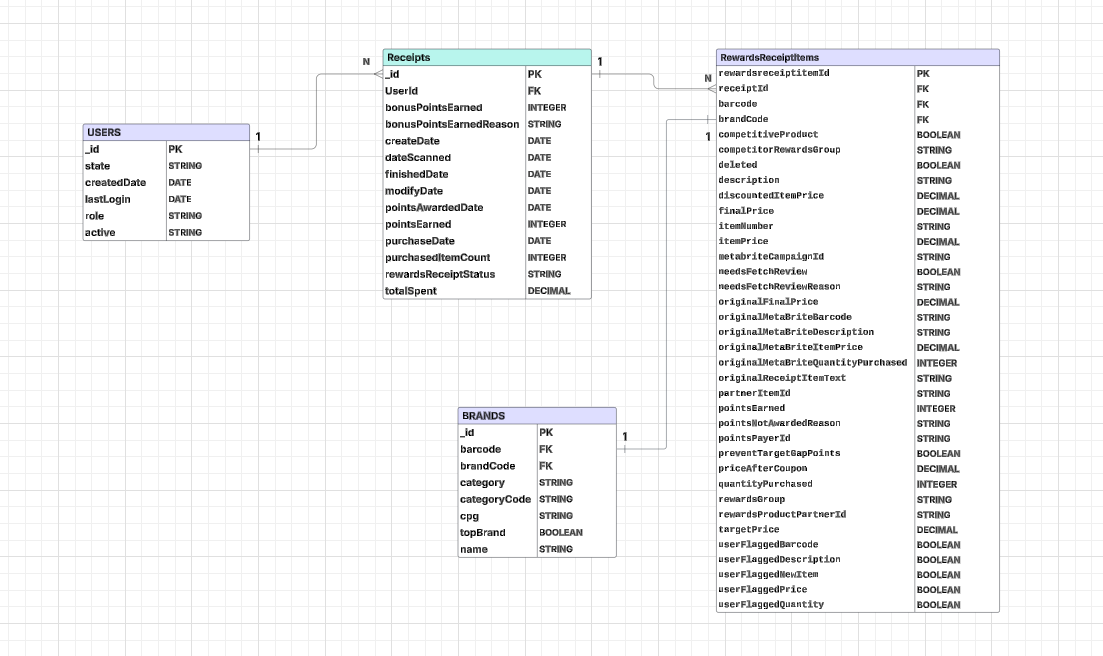 USERS
_id PK
state STRING
createdDate DATE
lastLogin DATE
role STRING
active STRING
1
N
Receipts
_id PK
UserId FK
bonusPointsEarned INTEGER
bonusPointsEarnedReason STRING
createDate DATE
dateScanned DATE
finishedDate DATE
modifyDate DATE
pointsAwardedDate DATE
pointsEarned INTEGER
purchaseDate DATE
purchasedItemCount INTEGER
rewardsReceiptStatus STRING
totalSpent DECIMAL
1
N
1
RewardsReceiptItems
rewardsreceiptitemId PK
receiptId FK
barcode FK
brandCode FK
competitiveProduct BOOLEAN
competitorRewardsGroup STRING
deleted BOOLEAN
description STRING
discountedItemPrice DECIMAL
finalPrice DECIMAL
itemNumber STRING
itemPrice DECIMAL
metabriteCampaignId STRING
needsFetchReview BOOLEAN
needsFetchReviewReason STRING
originalFinalPrice DECIMAL
originalMetaBriteBarcode STRING
originalMetaBriteDescription STRING
originalMetaBriteItemPrice DECIMAL
originalMetaBriteQuantityPurchased INTEGER
originalReceiptItemText STRING
partnerItemId STRING
pointsEarned INTEGER
pointsNotAwardedReason STRING
pointsPayerId STRING
preventTargetGapPoints BOOLEAN
priceAfterCoupon DECIMAL
quantityPurchased INTEGER
rewardsGroup STRING
rewardsProductPartnerId STRING
targetPrice DECIMAL
userFlaggedBarcode BOOLEAN
userFlaggedDescription BOOLEAN
userFlaggedNewItem BOOLEAN
userFlaggedPrice BOOLEAN
userFlaggedQuantity BOOLEAN
BRANDS
_id PK
barcode FK
brandCode FK
category STRING
categoryCode STRING
cpg STRING
topBrand BOOLEAN
name STRING
1